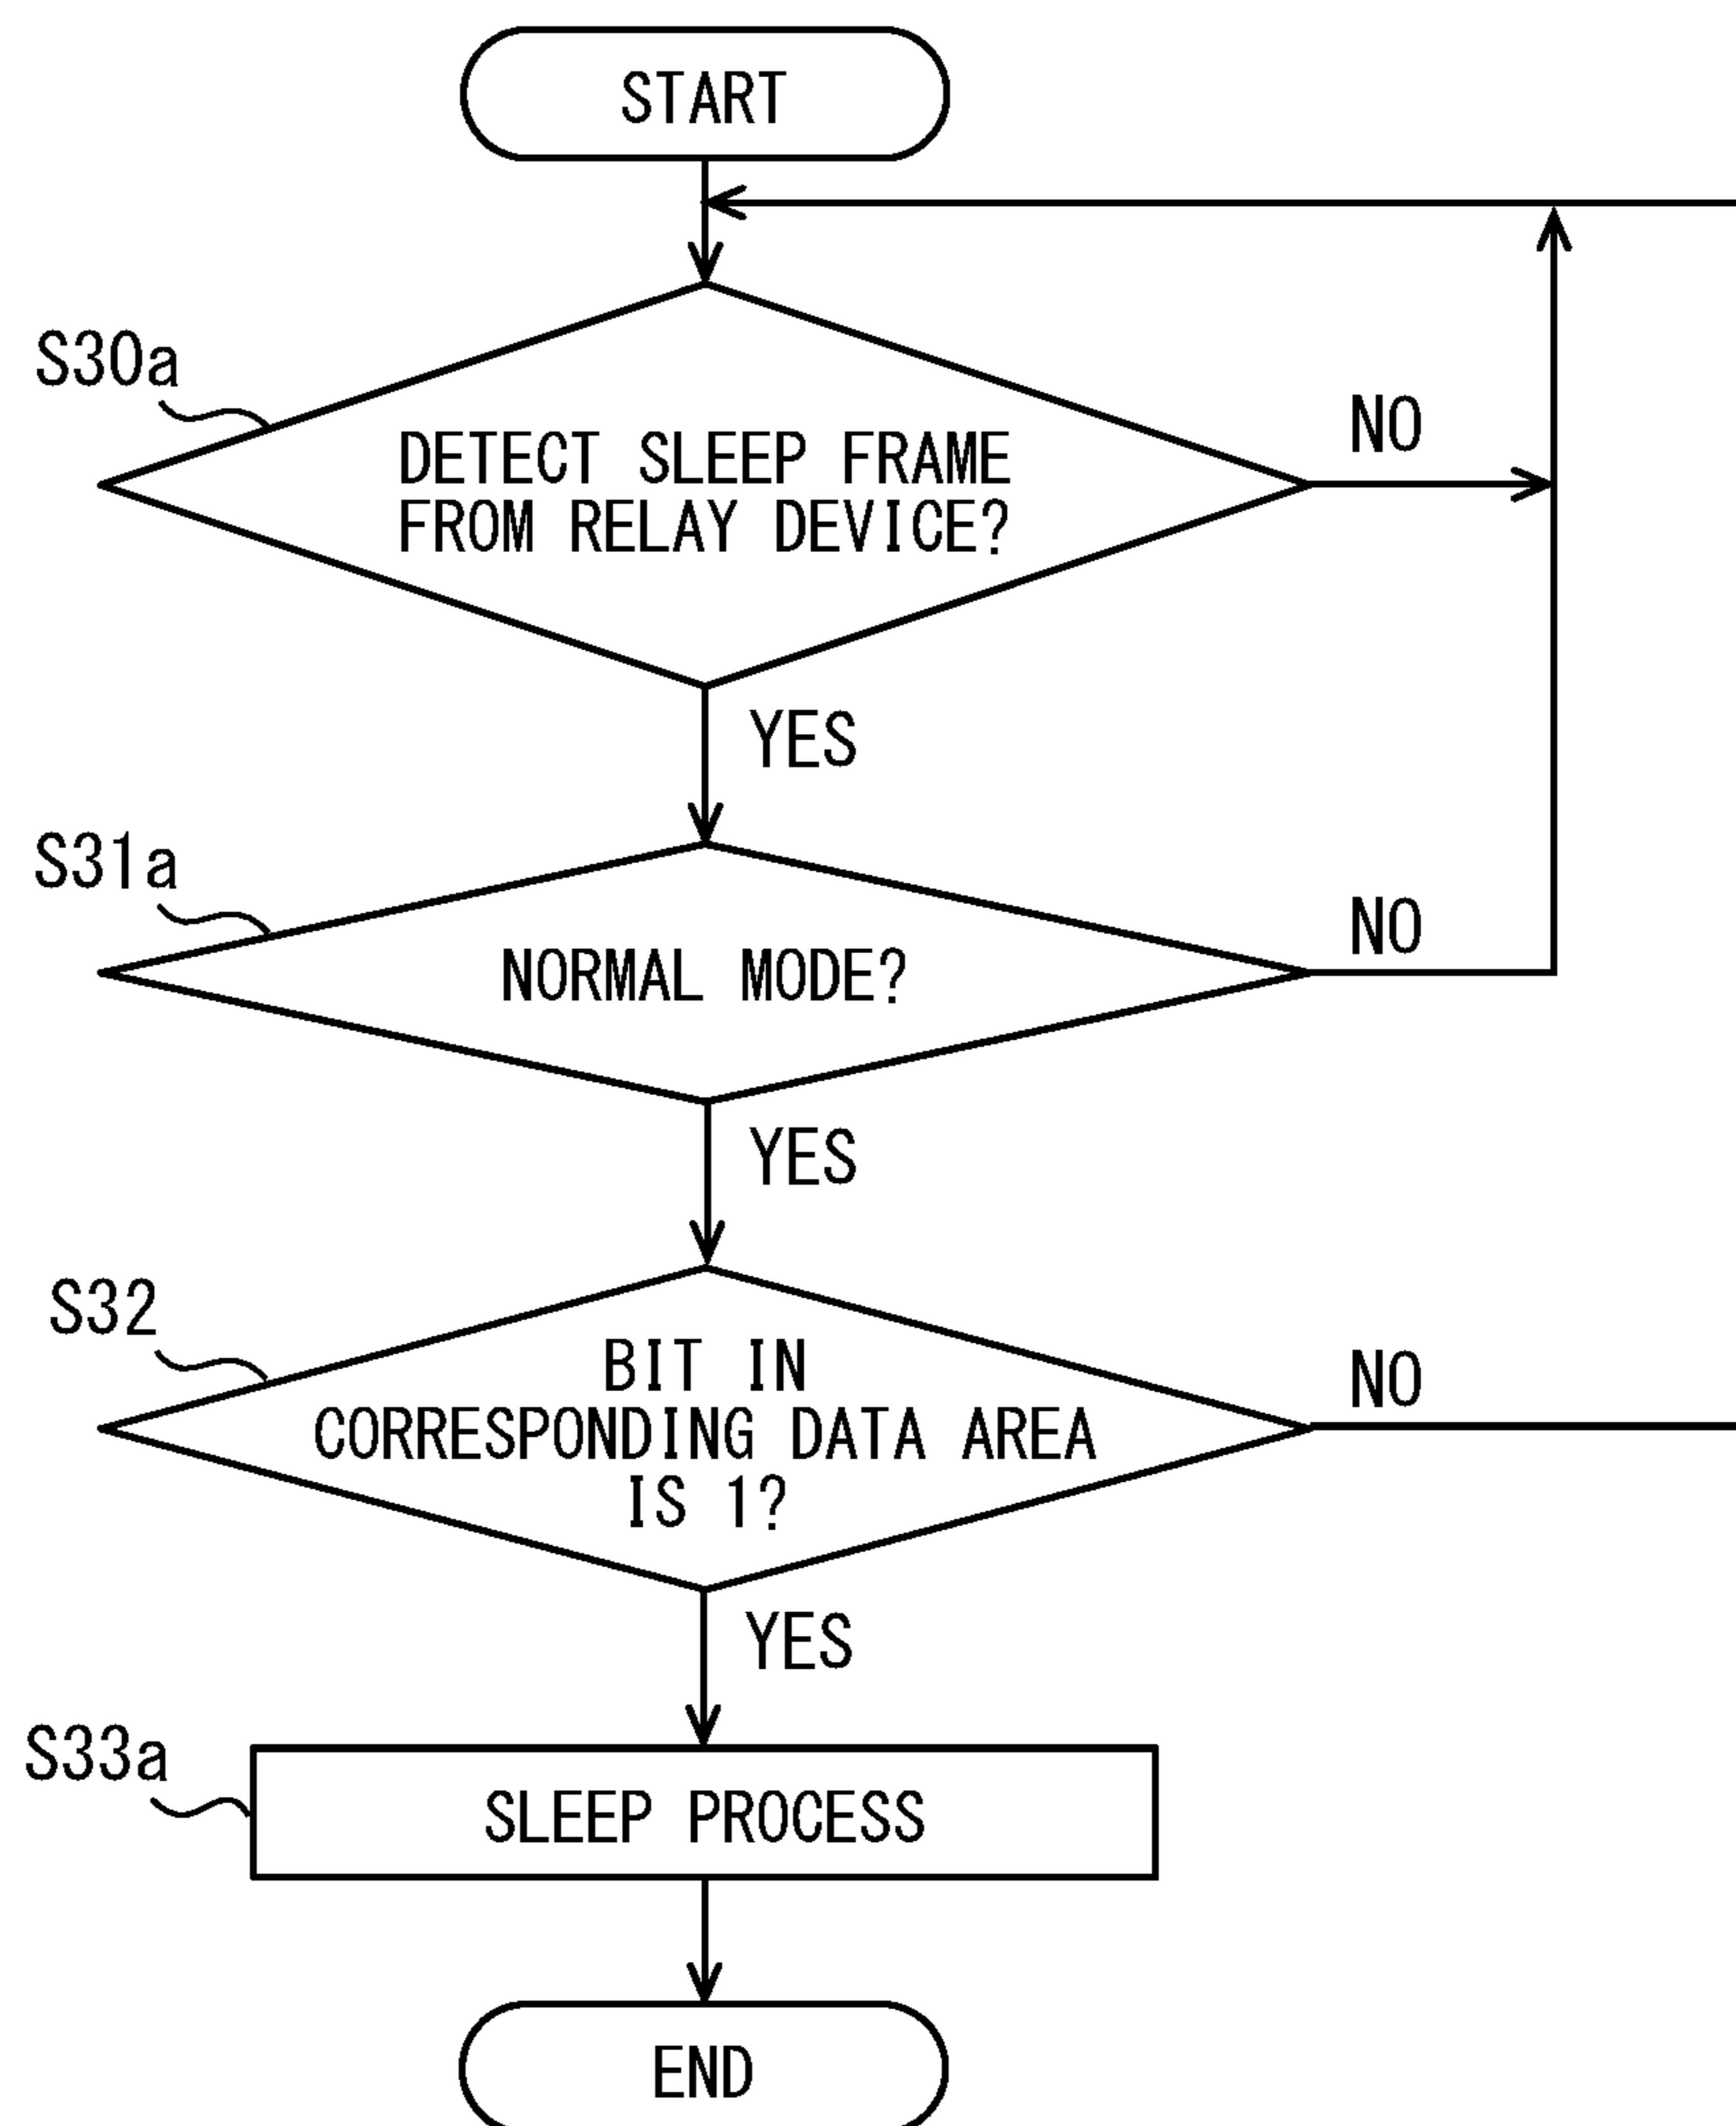 START
S30a
DETECT SLEEP FRAME
FROM RELAY DEVICE?
NO
YES
S31a
NORMAL MODE?
NO
YES
S32
BIT IN
CORRESPONDING DATA AREA
IS 1?
NO
YES
S33a
SLEEP PROCESS
END